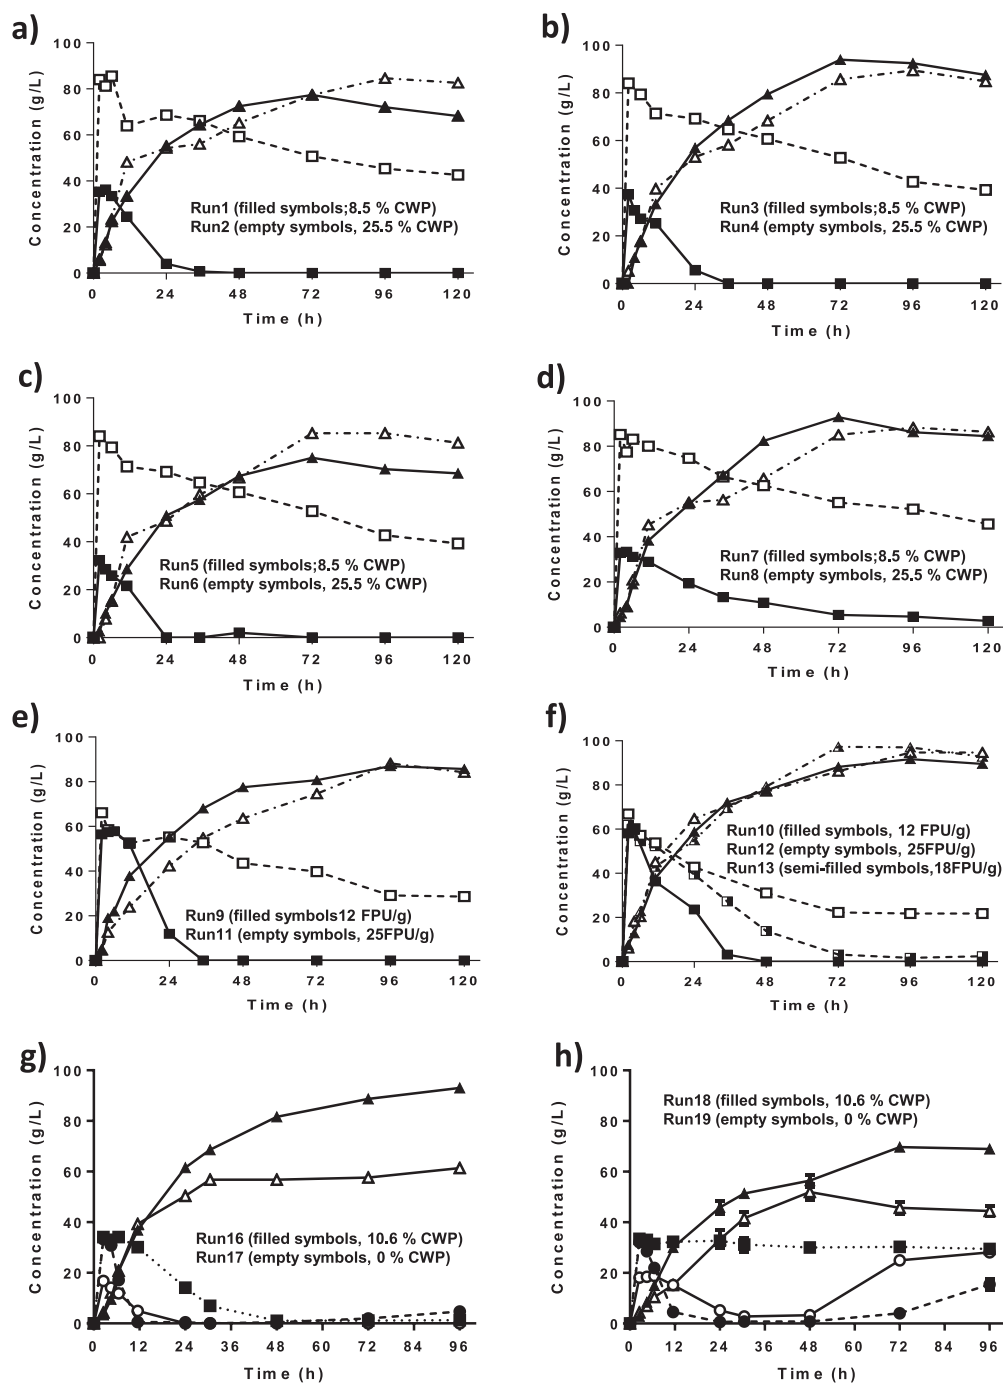 a)
Concentration (g/L)
100
80
60
40
20
0
Run1 (filled symbols;8.5 % CWP)
Run2 (empty symbols, 25.5 % CWP)
0 24 48 72 96 120
Time (h)
b)
Concentration (g/L)
100
80
60
40
20
0
Run3 (filled symbols;8.5 % CWP)
Run4 (empty symbols, 25.5 % CWP)
0 24 48 72 96 120
Time (h)
c)
Concentration (g/L)
100
80
60
40
20
0
Run5 (filled symbols;8.5 % CWP)
Run6 (empty symbols, 25.5 % CWP)
0 24 48 72 96 120
Time (h)
d)
Concentration (g/L)
100
80
60
40
20
0
Run7 (filled symbols;8.5 % CWP)
Run8 (empty symbols, 25.5 % CWP)
0 24 48 72 96 120
Time (h)
e)
Concentration (g/L)
100
80
60
40
20
0
Run9 (filled symbols12 FPU/g)
Run11 (empty symbols, 25FPU/g)
0 24 48 72 96 120
Time (h)
f)
Concentration (g/L)
100
80
60
40
20
0
Run10 (filled symbols, 12 FPU/g)
Run12 (empty symbols, 25FPU/g)
Run13 (semi-filled symbols,18FPU/g)
0 24 48 72 96 120
Time (h)
g)
Concentration (g/L)
100
80
60
40
20
0
Run16 (filled symbols, 10.6 % CWP)
Run17 (empty symbols, 0 % CWP)
0 12 24 36 48 60 72 84 96
Time (h)
h)
Concentration (g/L)
100
80
60
40
20
0
Run18 (filled symbols, 10.6 % CWP)
Run19 (empty symbols, 0 % CWP)
0 12 24 36 48 60 72 84 96
Time (h)